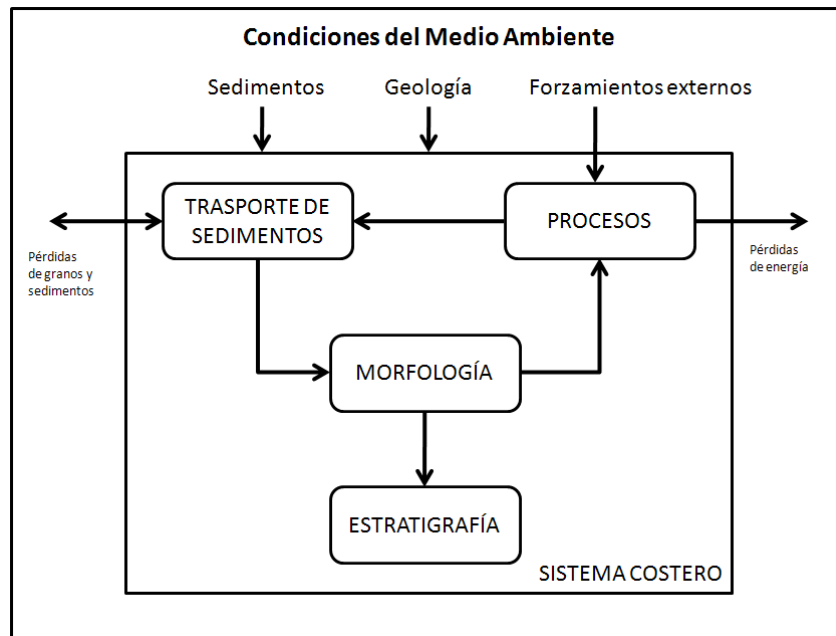 Condiciones del Medio Ambiente
Sedimentos
Geología
Forzamientos externos
TRASPORTE DE
SEDIMENTOS
PROCESOS
Pérdidas
de granos y
sedimentos
Pérdidas
de energía
MORFOLOGÍA
ESTRATIGRAFÍA
SISTEMA COSTERO